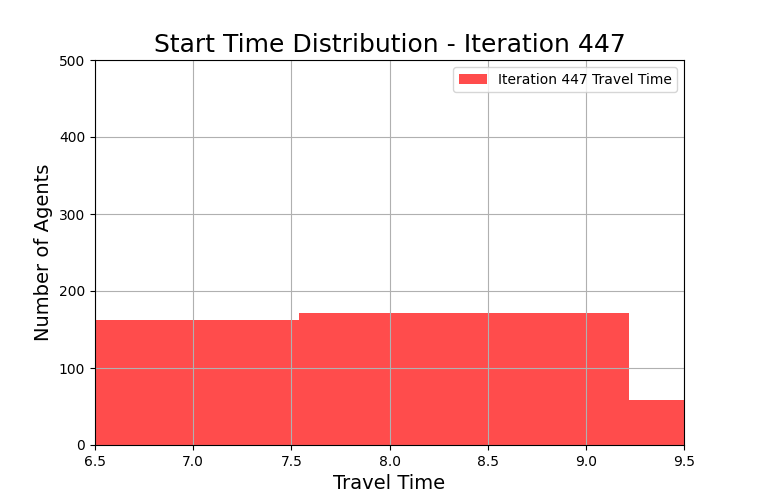 Start Time Distribution - Iteration 447
Iteration 447 Travel Time
Number of Agents
500
400
300
200
100
0
6.5 7.0 7.5 8.0 8.5 9.0 9.5
Travel Time